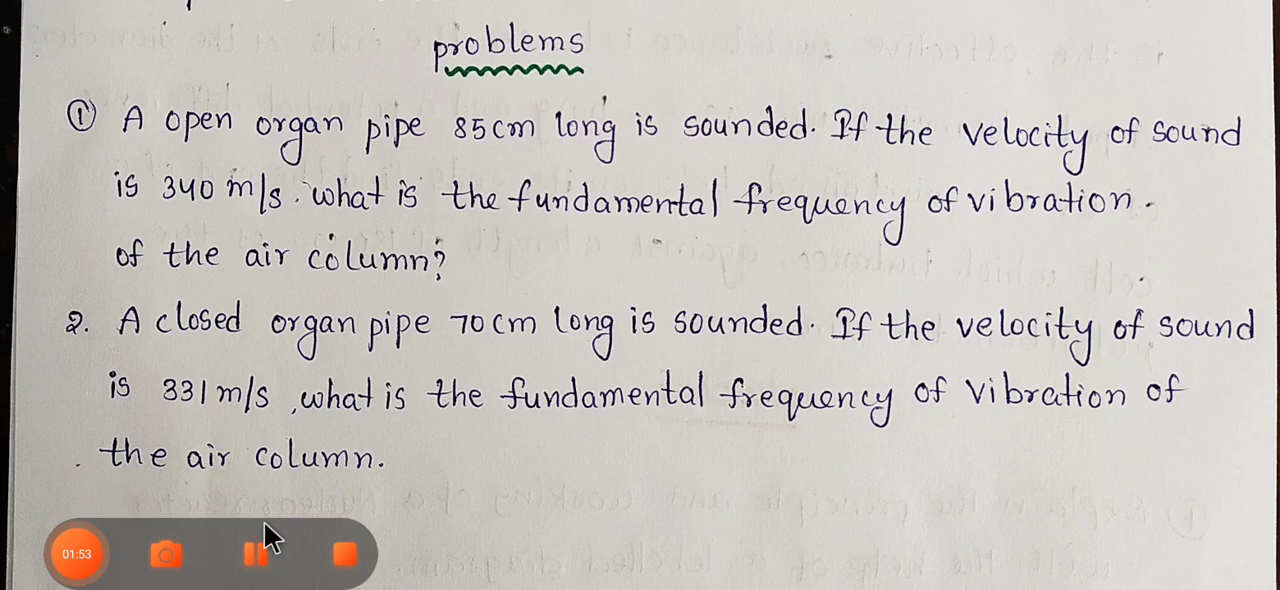 problems
① A open organ pipe 85cm long is sounded. If the velocity of sound
is 340 m/s. what is the fundamental frequency of vibration.
of the air column?
2. A closed organ pipe 70cm long is sounded. If the velocity of sound
is 331 m/s, what is the fundamental frequency of vibration of
the air column.
01:53